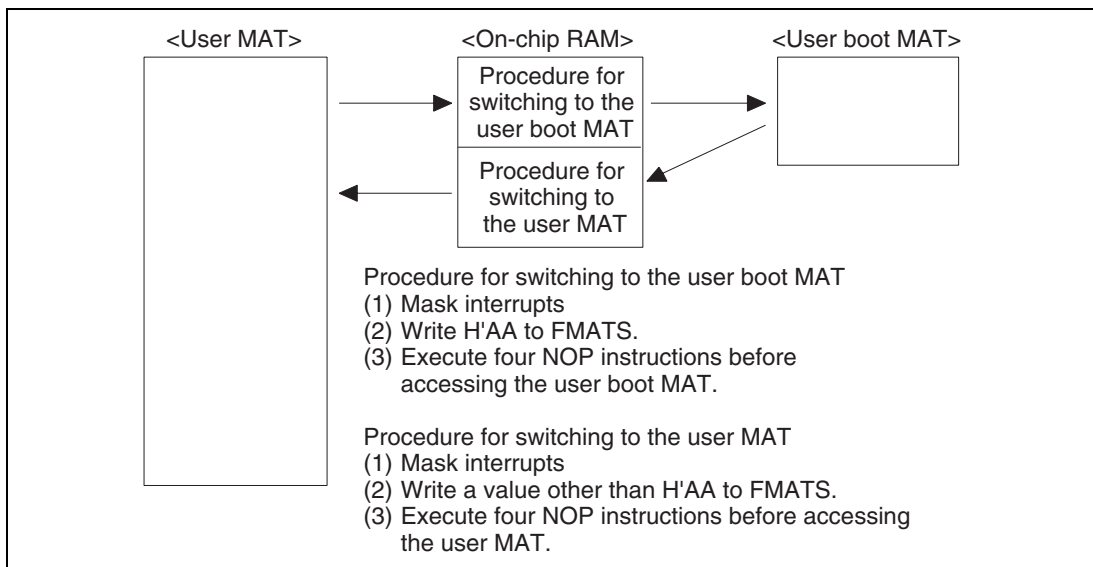 <User MAT>
<On-chip RAM>
<User boot MAT>
Procedure for
switching to the
user boot MAT
Procedure for
switching to
the user MAT
Procedure for switching to the user boot MAT
(1) Mask interrupts
(2) Write H'AA to FMATS.
(3) Execute four NOP instructions before
accessing the user boot MAT.
Procedure for switching to the user MAT
(1) Mask interrupts
(2) Write a value other than H'AA to FMATS.
(3) Execute four NOP instructions before accessing
the user MAT.